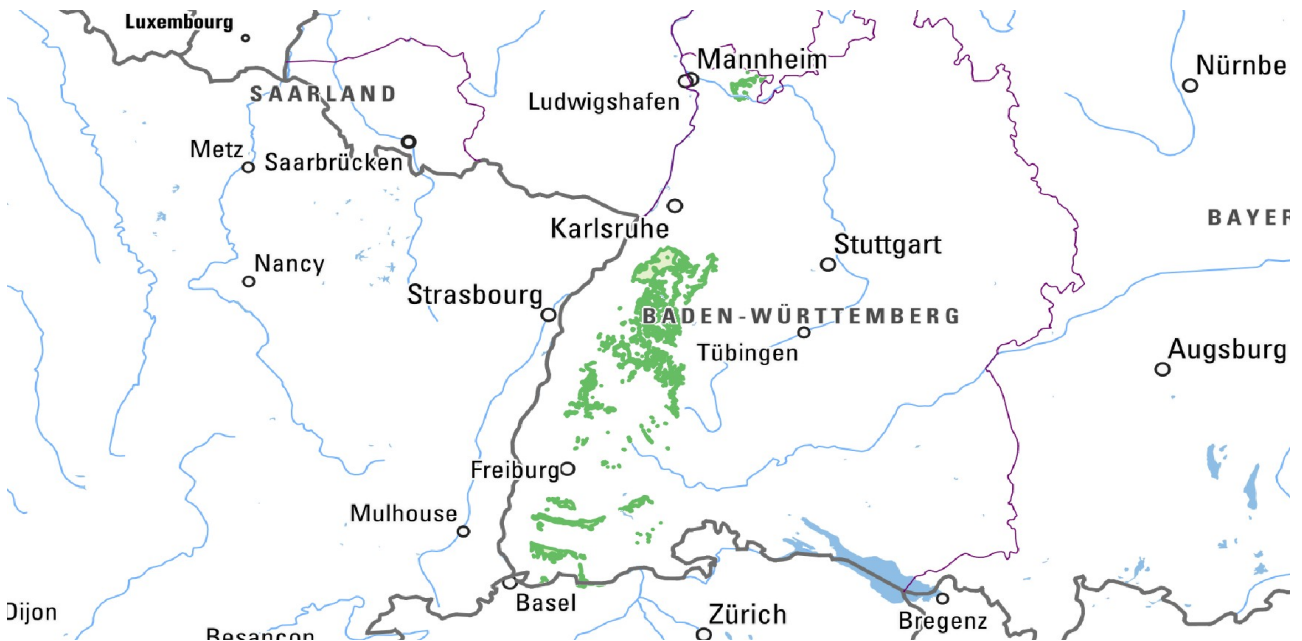 Luxembourg
Mannheim
Nürnbe
SAARLAND
Ludwigshafen
Metz
Saarbrücken
Karlsruhe
BAYER
Stuttgart
Nancy
Strasbourg
BADEN-WÜRTTEMBERG
Tübingen
Augsburg
Freiburg
Mulhouse
Basel
Dijon
Zürich
Bregenz
Besançon